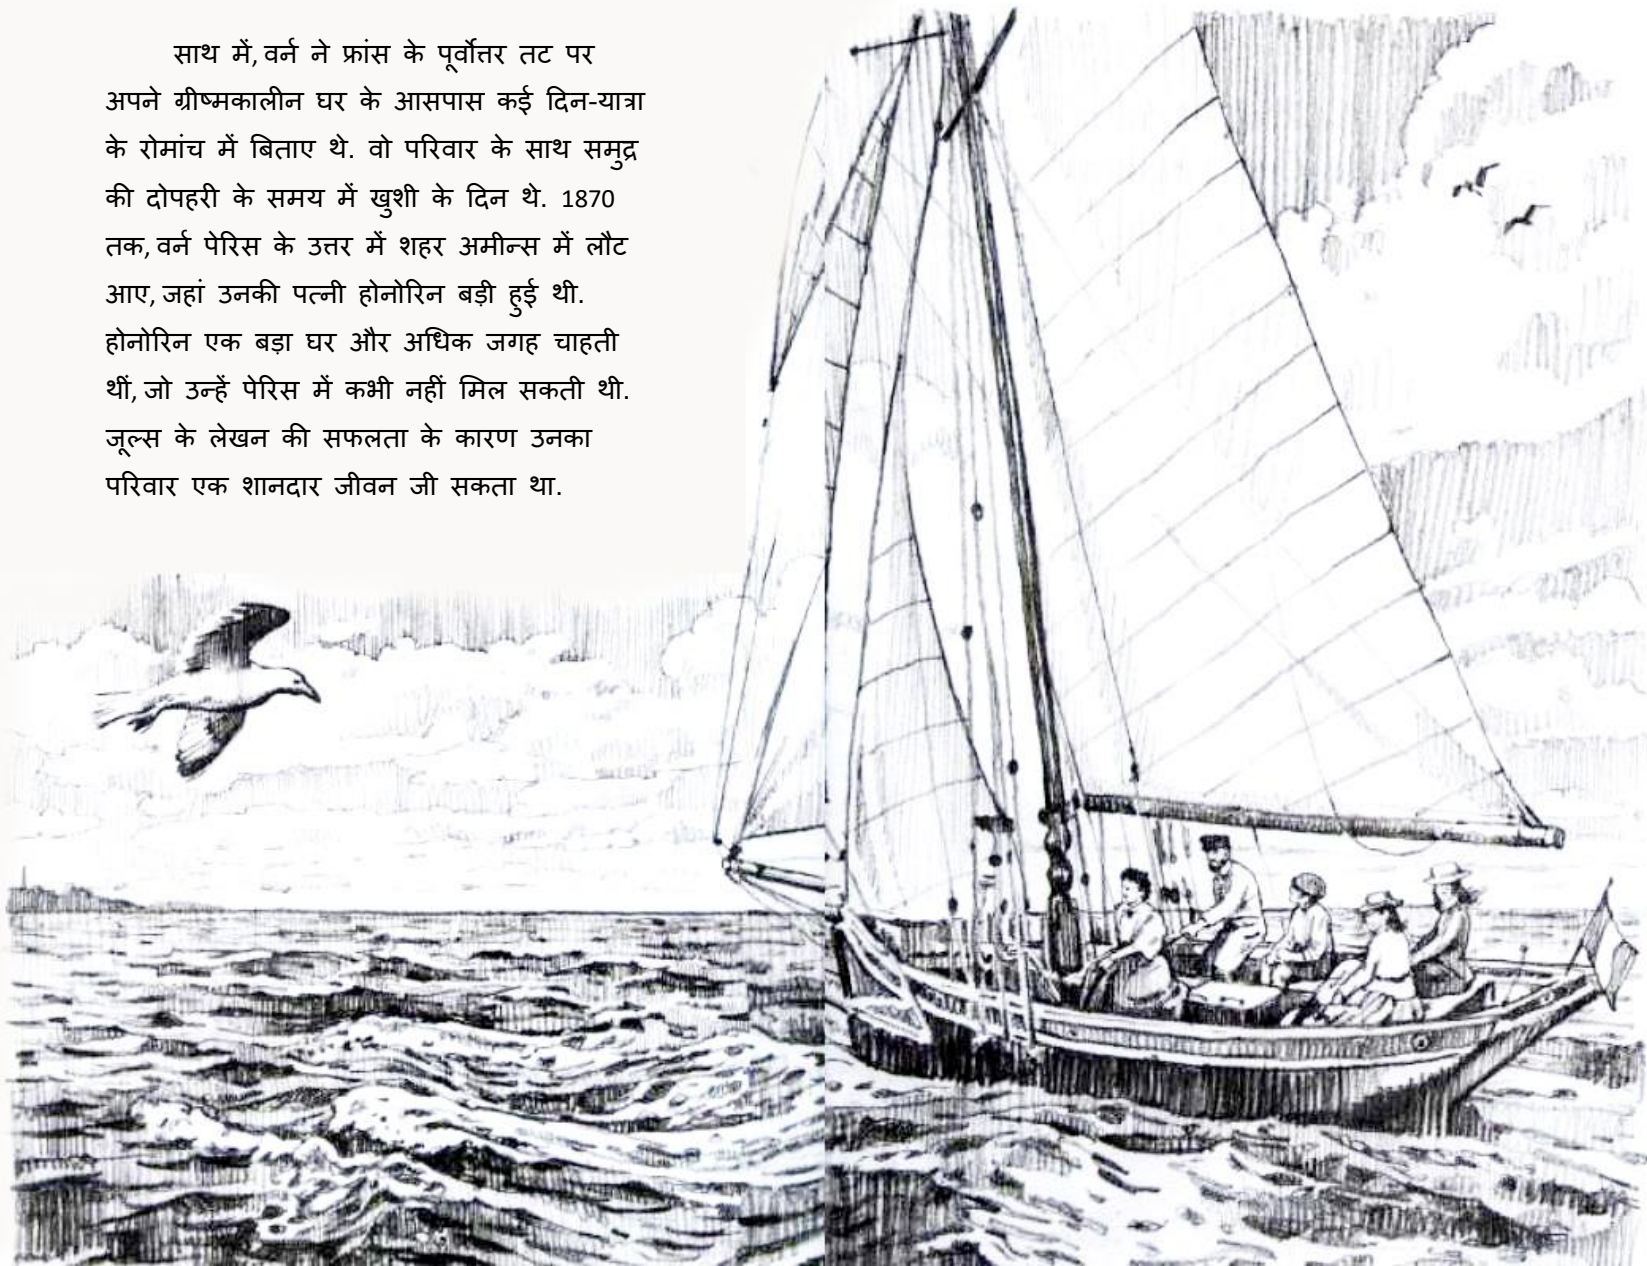 साथ में, वर्न ने फ्रांस के पूर्वोत्तर तट पर
अपने ग्रीष्मकालीन घर के आसपास कई दिन-यात्रा
के रोमांच में बिताए थे. वो परिवार के साथ समुद्र
की दोपहरी के समय में खुशी के दिन थे. 1870
तक, वर्न पेरिस के उत्तर में शहर अमीन्स में लौट
आए, जहां उनकी पत्नी होनोरिन बड़ी हुई थी.
होनोरिन एक बड़ा घर और अधिक जगह चाहती
थीं, जो उन्हें पेरिस में कभी नहीं मिल सकती थी.
जूल्स के लेखन की सफलता के कारण उनका
परिवार एक शानदार जीवन जी सकता था.